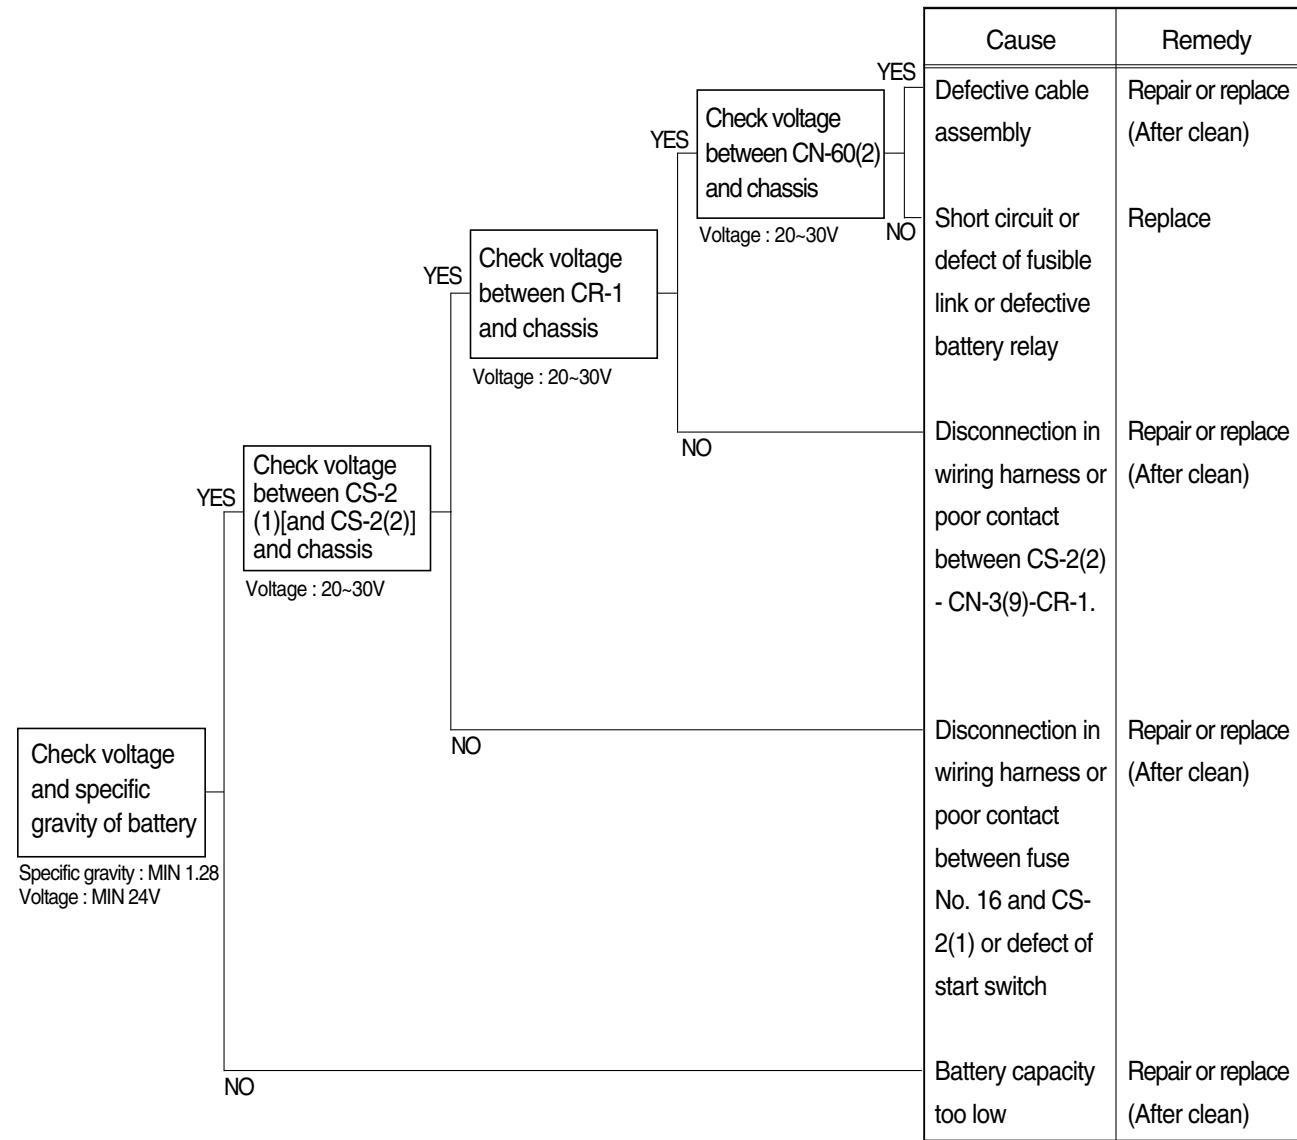 Cause
Remedy
YES
Defective cable
assembly
Repair or replace
(After clean)
YES
Check voltage
between CN-60(2)
and chassis
Voltage : 20~30V
NO
Short circuit or
defect of fusible
link or defective
battery relay
Replace
YES
Check voltage
between CR-1
and chassis
Voltage : 20~30V
NO
Disconnection in
wiring harness or
poor contact
between CS-2(2)
- CN-3(9)-CR-1.
Repair or replace
(After clean)
YES
Check voltage
between CS-2
(1)[and CS-2(2)]
and chassis
Voltage : 20~30V
NO
Disconnection in
wiring harness or
poor contact
between fuse
No. 16 and CS-
2(1) or defect of
start switch
Repair or replace
(After clean)
Check voltage
and specific
gravity of battery
Specific gravity : MIN 1.28
Voltage : MIN 24V
NO
Battery capacity
too low
Repair or replace
(After clean)